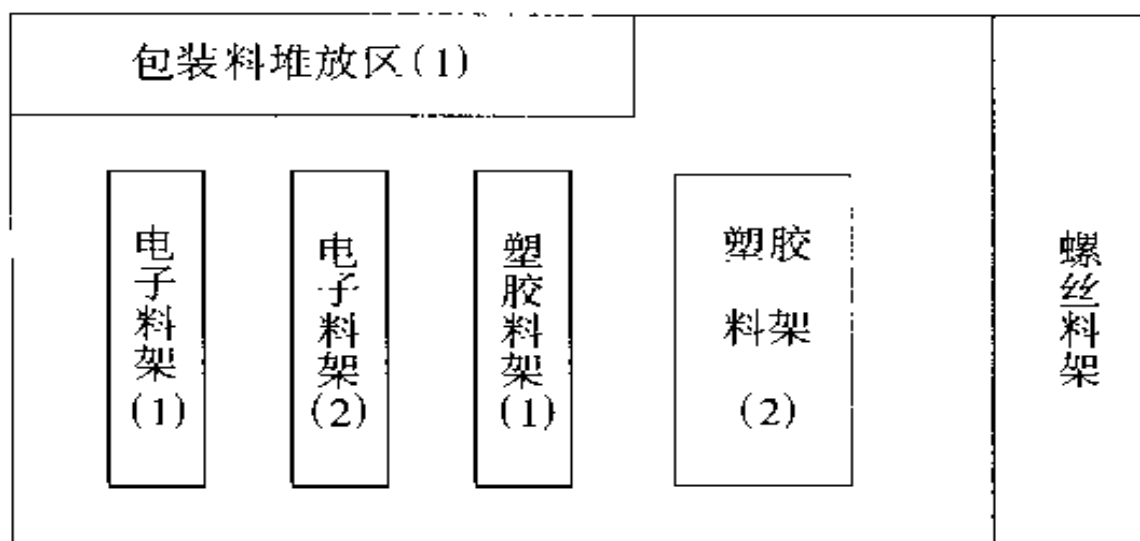 包装料堆放区(1)
电子料架(1)
电子料架(2)
塑胶料架(1)
塑胶
料架
(2)
螺丝料架